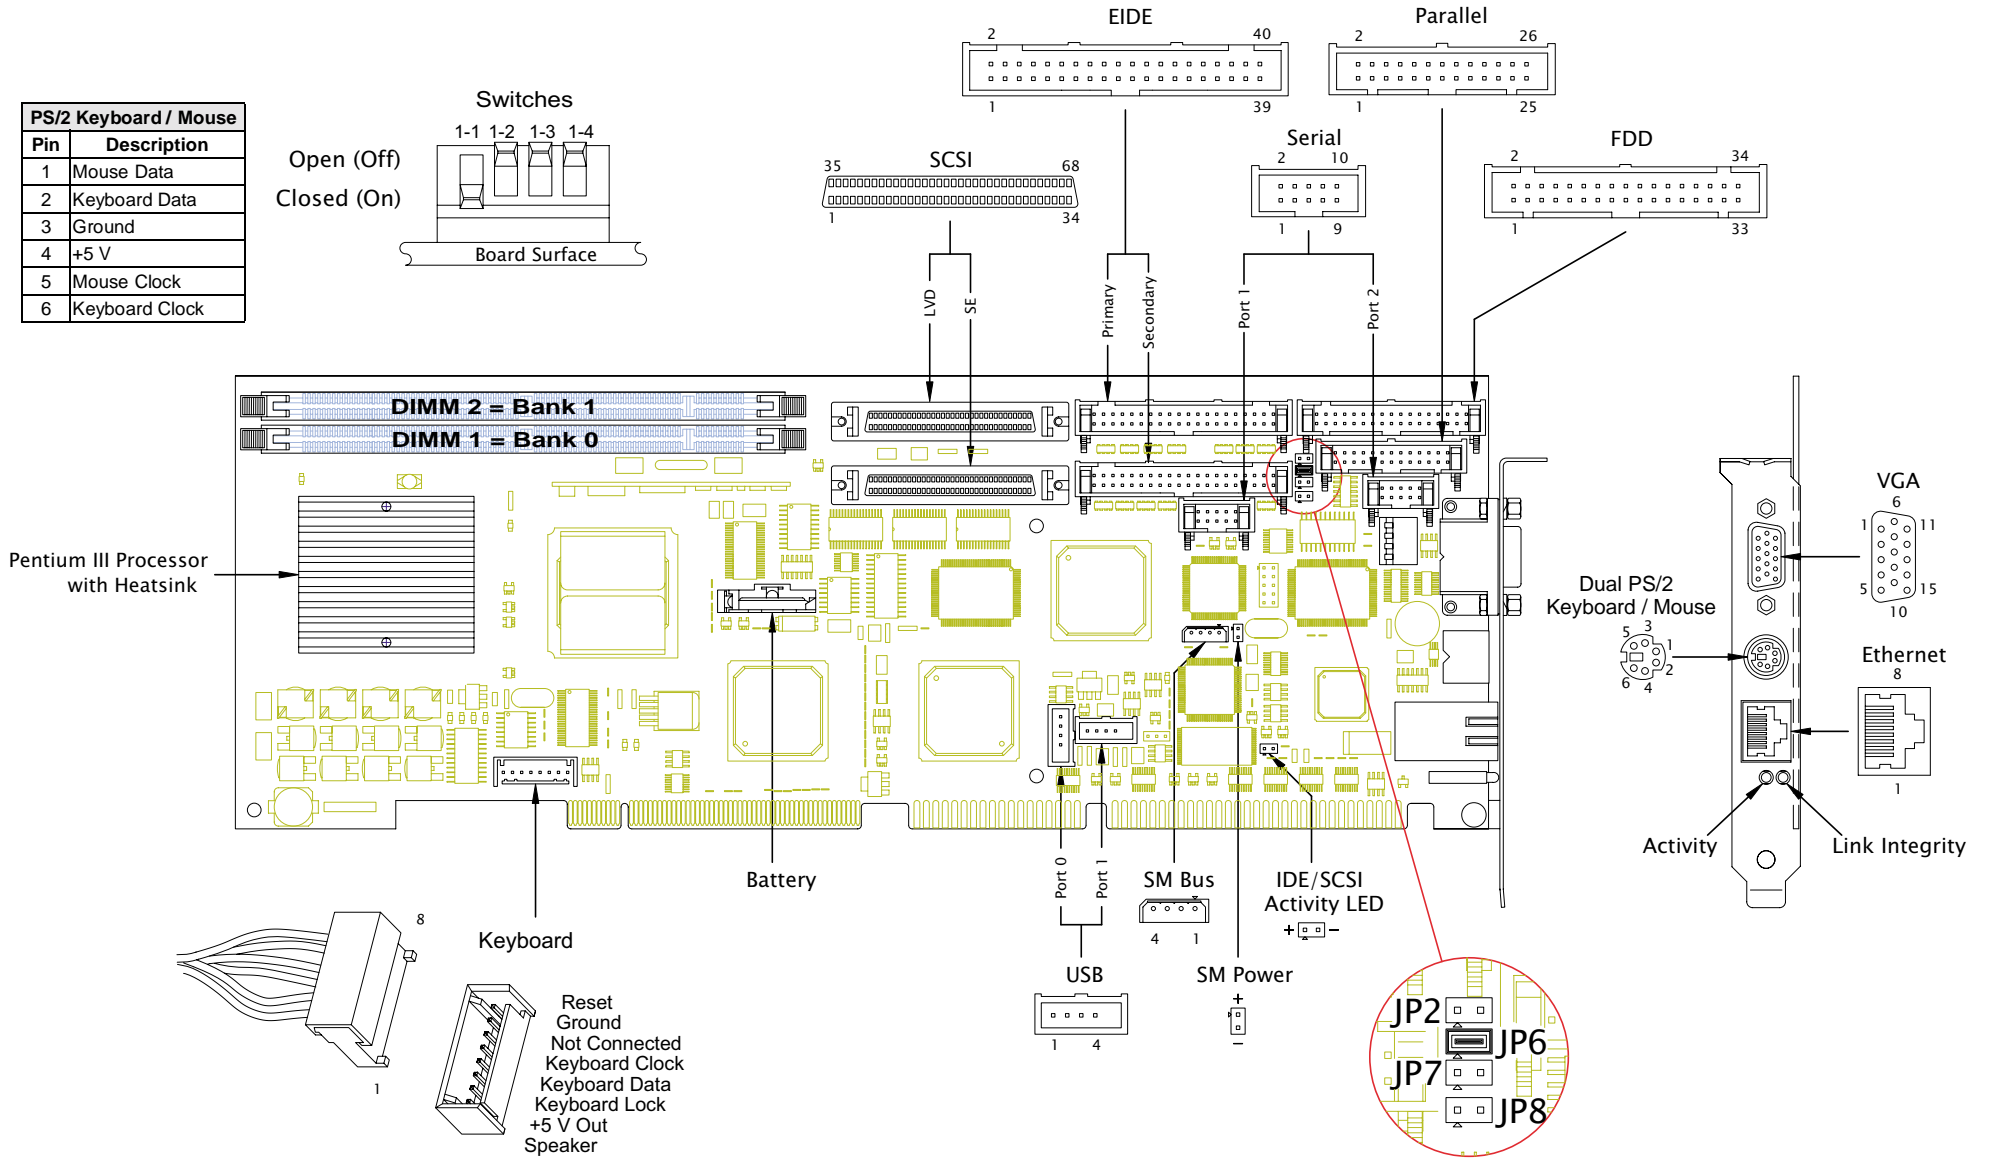 EIDE
2 40
1 39
Parallel
2 26
1 25
PS/2 Keyboard / Mouse
Pin Description
1 Mouse Data
2 Keyboard Data
3 Ground
4 +5 V
5 Mouse Clock
6 Keyboard Clock
Switches
1-1 1-2 1-3 1-4
Open (Off)
Closed (On)
Board Surface
SCSI
35 68
1 34
Serial
2 10
1 9
FDD
2 34
1 33
LVD
SE
Primary
Secondary
Port 1
Port 2
DIMM 2 = Bank 1
DIMM 1 = Bank 0
Pentium III Processor
with Heatsink
VGA
6
1 11
5 15
10
Dual PS/2
Keyboard / Mouse
5 3 1
6 4 2
Ethernet
8
1
Activity
Link Integrity
Battery
Port 0
Port 1
USB
1 4
SM Bus
4 1
SM Power
+
−
IDE/SCSI
Activity LED
+ −
8
1
Keyboard
Reset
Ground
Not Connected
Keyboard Clock
Keyboard Data
Keyboard Lock
+5 V Out
Speaker
JP2
JP6
JP7
JP8